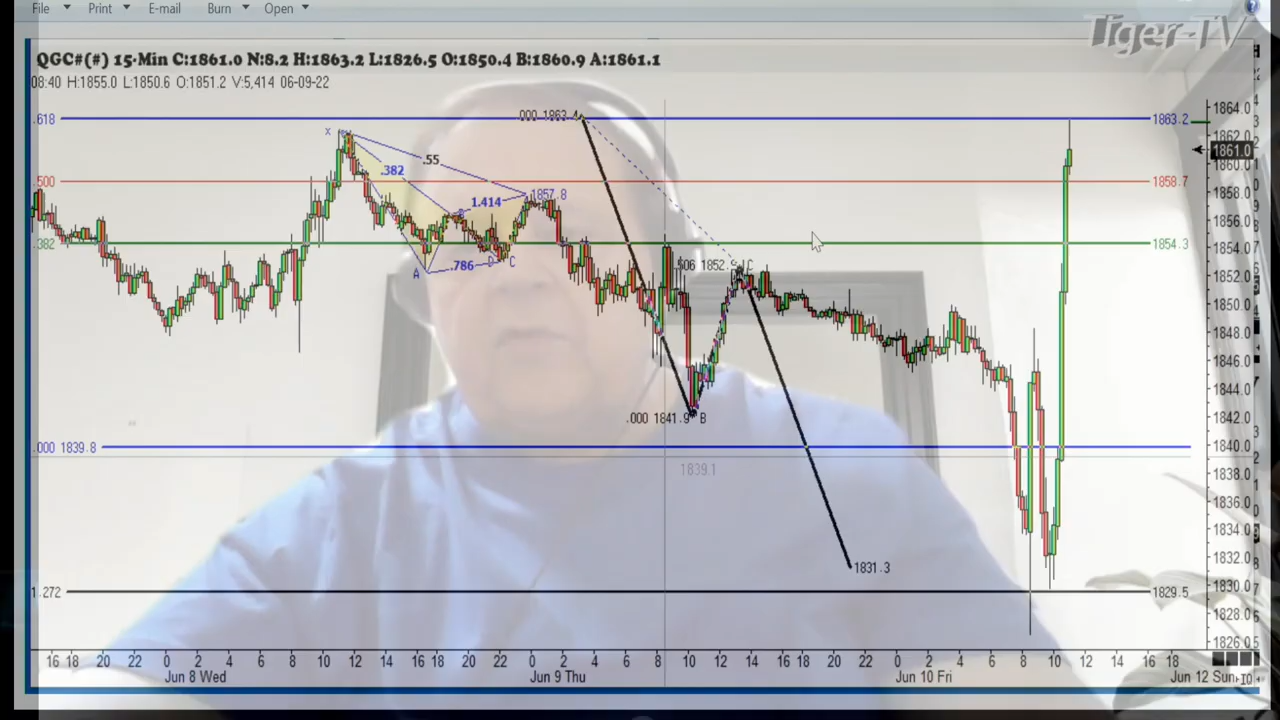 File Print E-mail Burn Open
Tiger-TV
QGC#(#) 15-Min C:1861.0 N:8.2 H:1863.2 L:1826.5 O:1850.4 B:1860.9 A:1861.1
08:40 H:1855.0 L:1850.6 O:1851.2 V:5,414 06-09-22
1864.0
.618 .000 1863.4 1863.2
X 1862.0
.55 1861.0
.382
.500 1858.7
1857.8 1858.0
1.414 B 1856.0
.382 1854.3 1854.0
A .786 D C .506 1852. C 1852.0
1850.0
1848.0
1846.0
1844.0
.000 1841.9 B 1842.0
.000 1839.8 1840.0
1839.1 1838.0
1836.0
1834.0
1831.3 1832.0
1.272 1829.5 1830.0
1828.0
1826.0
16 18 20 22 0 2 4 6 8 10 12 14 16 18 20 22 0 2 4 6 8 10 12 14 16 18 20 22 0 2 4 6 8 10 12 14 16 18
Jun 8 Wed Jun 9 Thu Jun 10 Fri Jun 12 Sun